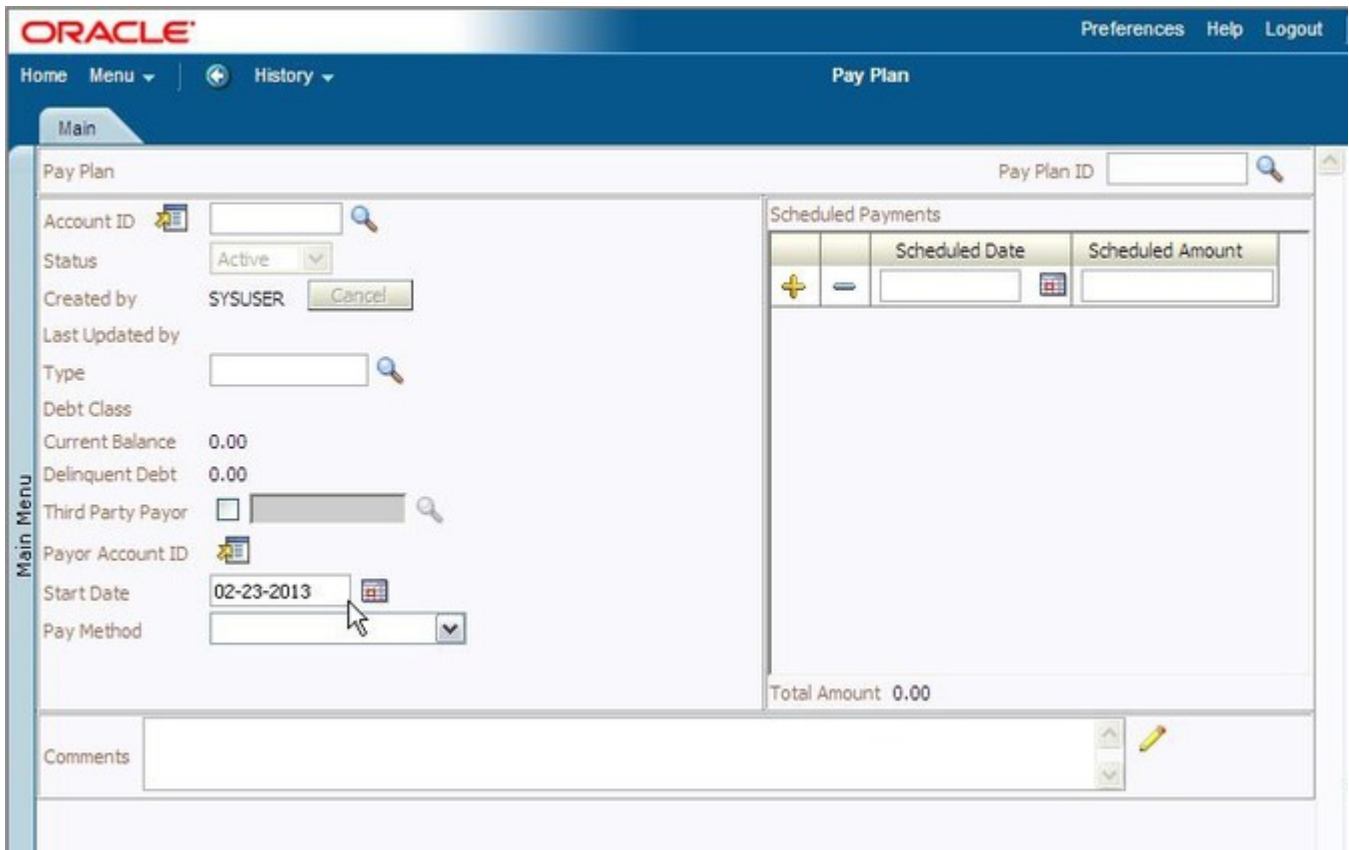 ORACLE
Preferences Help Logout
Home Menu History Pay Plan
Main
Pay Plan Pay Plan ID
Account ID
Status Active
Created by SYSUSER Cancel
Last Updated by
Type
Debt Class
Current Balance 0.00
Delinquent Debt 0.00
Third Party Payor
Payor Account ID
Start Date 02-23-2013
Pay Method
Scheduled Payments
Scheduled Date Scheduled Amount
Total Amount 0.00
Comments
Main Menu